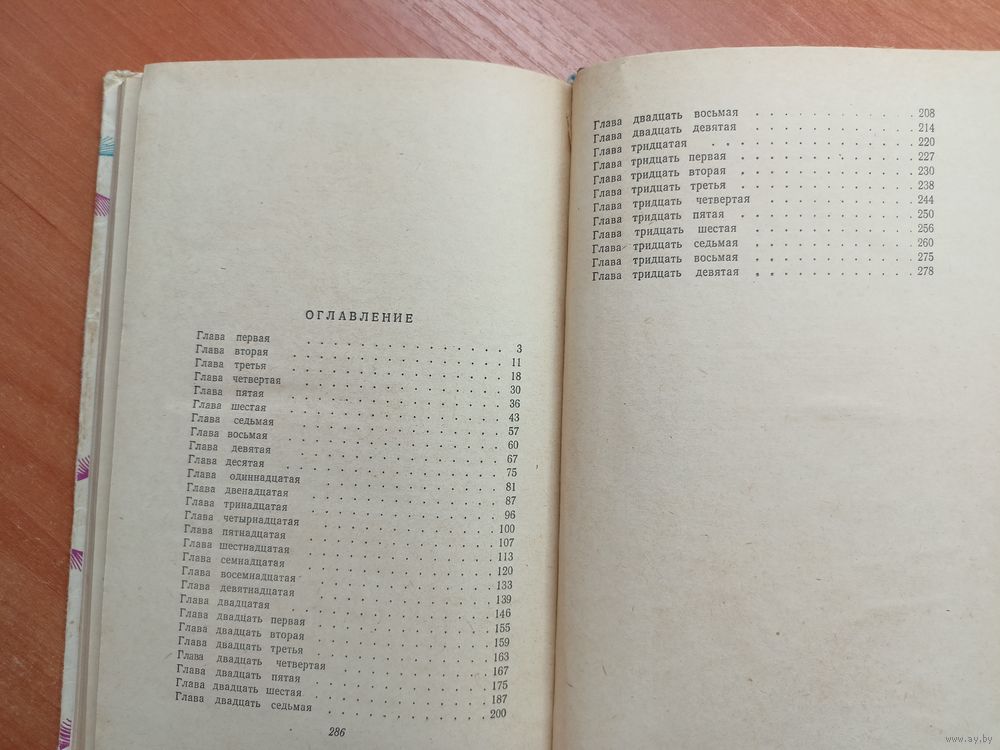 ОГЛАВЛЕНИЕ
Глава первая . . . . . . . . . . . . . . . 3
Глава вторая . . . . . . . . . . . . . . . 11
Глава третья . . . . . . . . . . . . . . . 18
Глава четвертая . . . . . . . . . . . . . . 30
Глава пятая . . . . . . . . . . . . . . . 36
Глава шестая . . . . . . . . . . . . . . . 43
Глава седьмая . . . . . . . . . . . . . . 57
Глава восьмая . . . . . . . . . . . . . . 60
Глава девятая . . . . . . . . . . . . . . 67
Глава десятая . . . . . . . . . . . . . . 75
Глава одиннадцатая . . . . . . . . . . . . 81
Глава двенадцатая . . . . . . . . . . . . 87
Глава тринадцатая . . . . . . . . . . . . 96
Глава четырнадцатая . . . . . . . . . . . 100
Глава пятнадцатая . . . . . . . . . . . . 107
Глава шестнадцатая . . . . . . . . . . . . 113
Глава семнадцатая . . . . . . . . . . . . 120
Глава восемнадцатая . . . . . . . . . . . 133
Глава девятнадцатая . . . . . . . . . . . 139
Глава двадцатая . . . . . . . . . . . . . 146
Глава двадцать первая . . . . . . . . . . . 155
Глава двадцать вторая . . . . . . . . . . . 159
Глава двадцать третья . . . . . . . . . . . 163
Глава двадцать четвертая . . . . . . . . . . 167
Глава двадцать пятая . . . . . . . . . . . 175
Глава двадцать шестая . . . . . . . . . . . 187
Глава двадцать седьмая . . . . . . . . . . 200
286
Глава двадцать восьмая . . . . . . . . . . . 208
Глава двадцать девятая . . . . . . . . . . . 214
Глава тридцатая . . . . . . . . . . . . . 220
Глава тридцать первая . . . . . . . . . . . 227
Глава тридцать вторая . . . . . . . . . . . 230
Глава тридцать третья . . . . . . . . . . . 238
Глава тридцать четвертая . . . . . . . . . . 244
Глава тридцать пятая . . . . . . . . . . . 250
Глава тридцать шестая . . . . . . . . . . . 256
Глава тридцать седьмая . . . . . . . . . . . 260
Глава тридцать восьмая . . . . . . . . . . . 275
Глава тридцать девятая . . . . . . . . . . . 278
www.ay.by